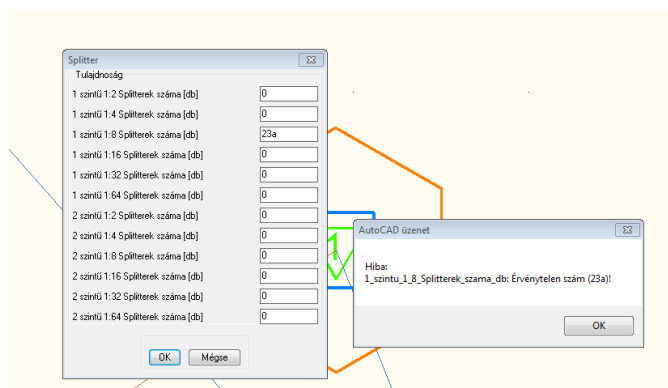 Splitter
Tulajdnoság
1 szintű 1:2 Splitterek száma [db] 0
1 szintű 1:4 Splitterek száma [db] 0
1 szintű 1:8 Splitterek száma [db] 23a
1 szintű 1:16 Splitterek száma [db] 0
1 szintű 1:32 Splitterek száma [db] 0
1 szintű 1:64 Splitterek száma [db] 0
2 szintű 1:2 Splitterek száma [db] 0
2 szintű 1:4 Splitterek száma [db] 0
2 szintű 1:8 Splitterek száma [db] 0
2 szintű 1:16 Splitterek száma [db] 0
2 szintű 1:32 Splitterek száma [db] 0
2 szintű 1:64 Splitterek száma [db] 0
OK Mégse
1
AutoCAD üzenet
Hiba:
1_szintu_1_8_Splitterek_szama_db: Érvénytelen szám (23a)!
OK